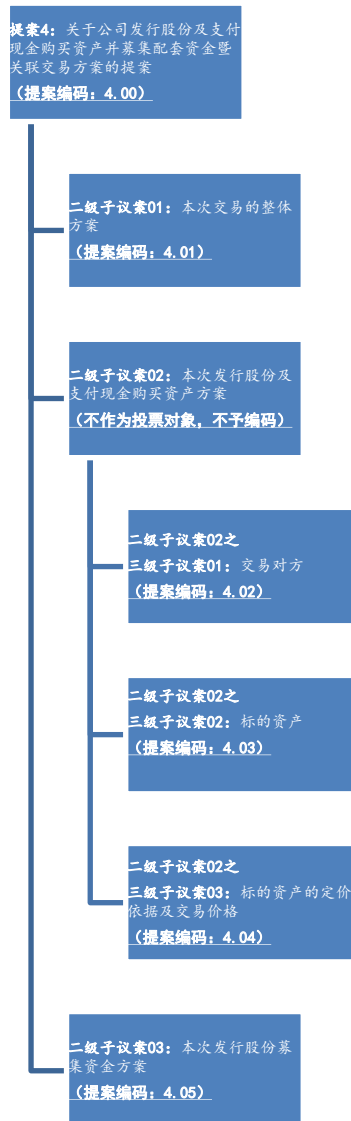 提案4：关于公司发行股份及支付
现金购买资产并募集配套资金暨
关联交易方案的提案
（提案编码：4.00）
二级子议案01：本次交易的整体
方案
（提案编码：4.01）
二级子议案02：本次发行股份及
支付现金购买资产方案
（不作为投票对象，不予编码）
二级子议案02之
三级子议案01：交易对方
（提案编码：4.02）
二级子议案02之
三级子议案02：标的资产
（提案编码：4.03）
二级子议案02之
三级子议案03：标的资产的定价
依据及交易价格
（提案编码：4.04）
二级子议案03：本次发行股份募
集资金方案
（提案编码：4.05）